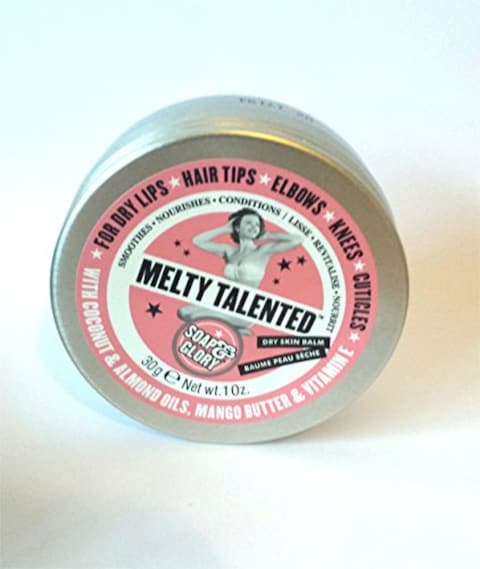 FOR DRY LIPS ★ HAIR TIPS ★ ELBOWS ★ KNEES ★ CUTICLES ★
WITH COCONUT & ALMOND OILS, MANGO BUTTER & VITAMIN E
SMOOTHES • NOURISHES • CONDITIONS / LISSE • REVITALISE • NOURRIT
MELTY TALENTED™
SOAP &
GLORY
DRY SKIN BALM
BAUME PEAU SÈCHE
30g ℮ Net wt. 1 Oz.